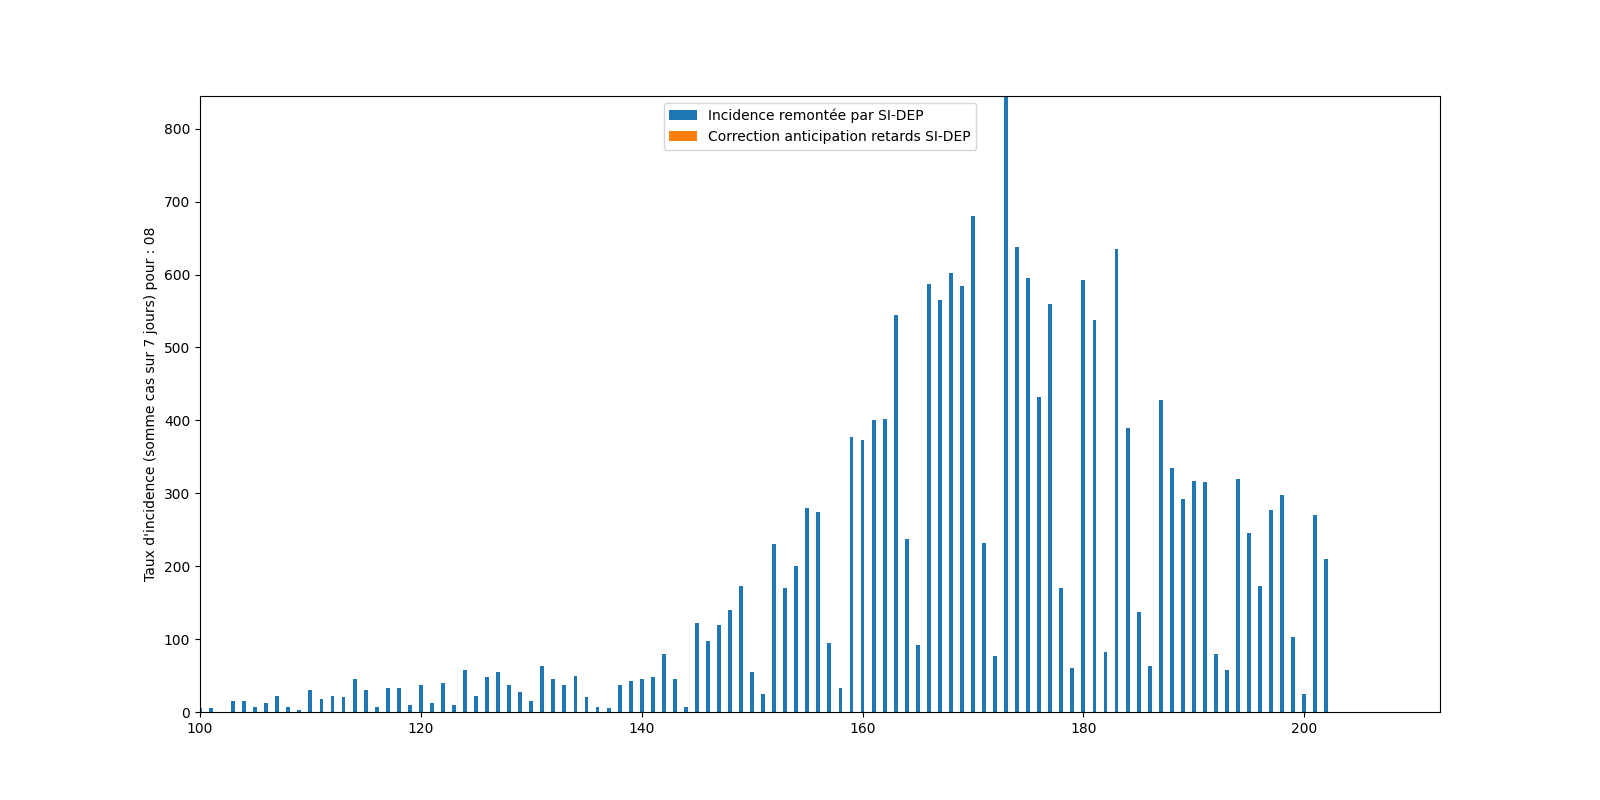 Incidence remontée par SI-DEP
Correction anticipation retards SI-DEP
Taux d'incidence (somme cas sur 7 jours) pour : 08
800
700
600
500
400
300
200
100
0
100 120 140 160 180 200